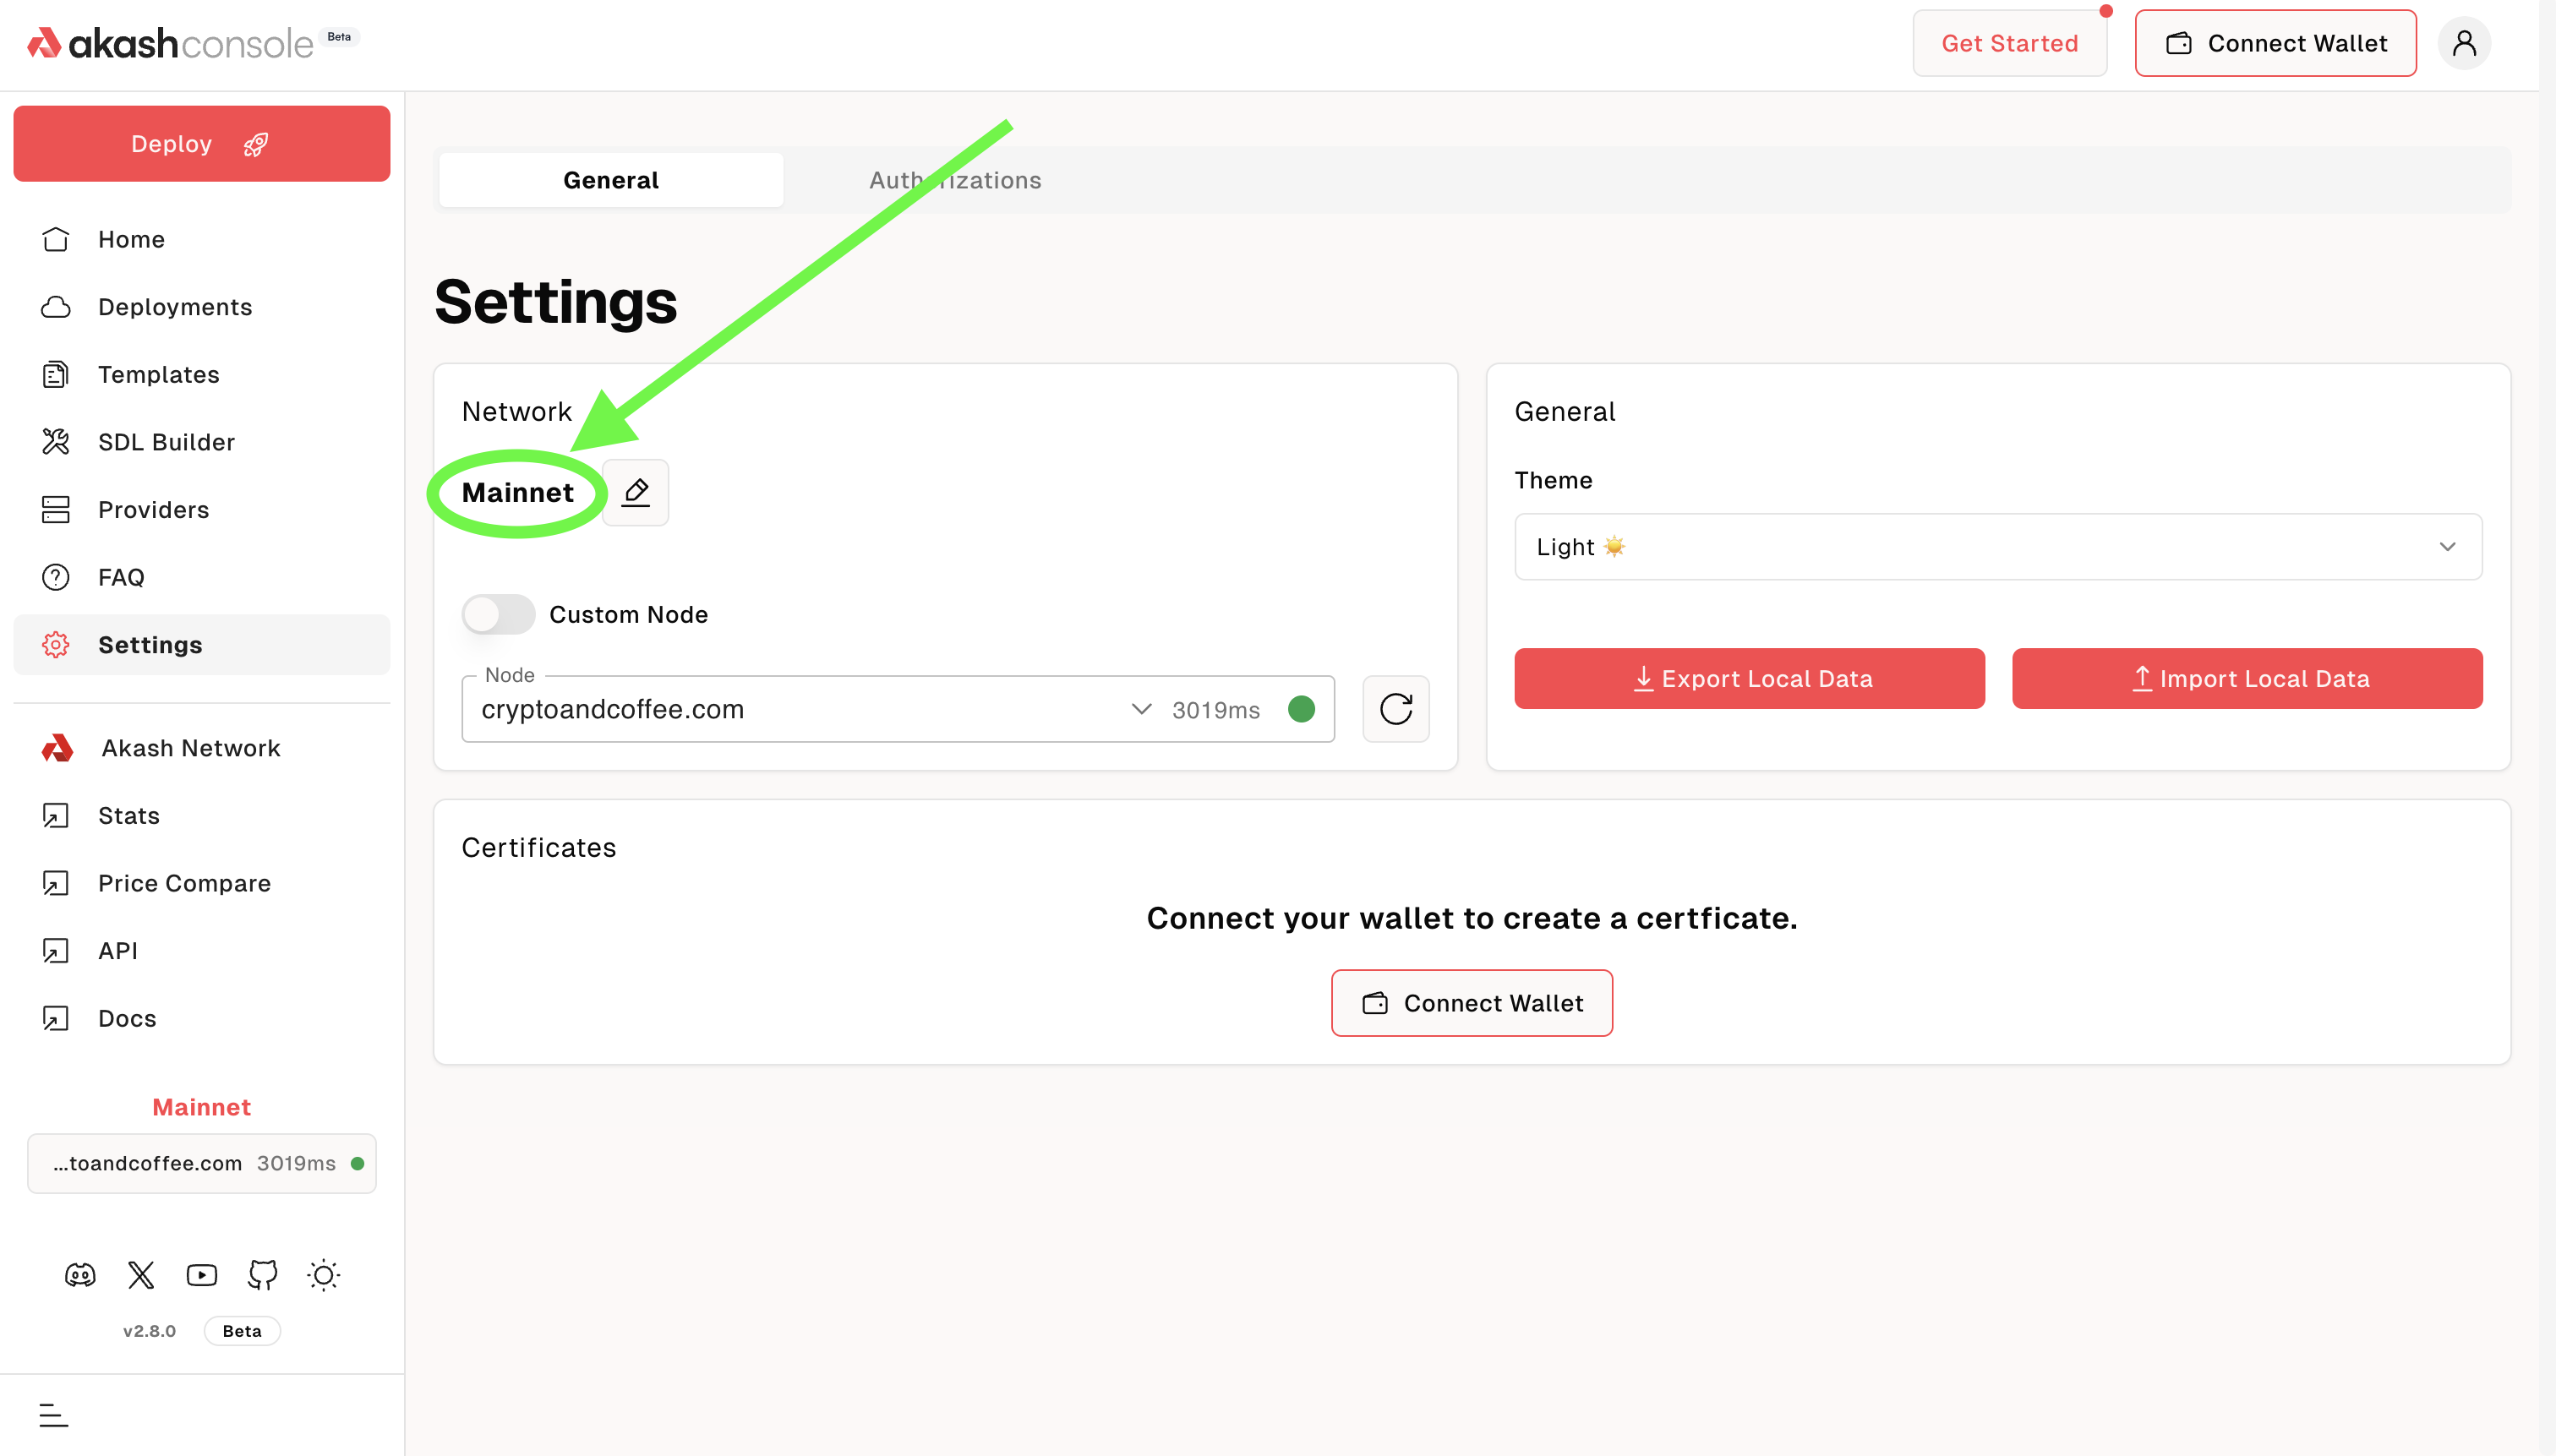 akashconsole Beta
Get Started
Connect Wallet
Deploy
Home
Deployments
Templates
SDL Builder
Providers
FAQ
Settings
Akash Network
Stats
Price Compare
API
Docs
Mainnet
...toandcoffee.com 3019ms
v2.8.0 Beta
General Authorizations
Settings
Network
Mainnet
Custom Node
Node
cryptoandcoffee.com 3019ms
General
Theme
Light
Export Local Data
Import Local Data
Certificates
Connect your wallet to create a certficate.
Connect Wallet